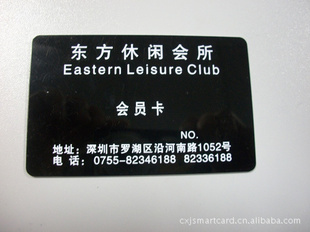 东方休闲会所
Eastern Leisure Club
会员卡
NO.
地址：深圳市罗湖区沿河南路1052号
电话：0755-82346188 82336188
cxjsmartcard.cn.alibaba.com